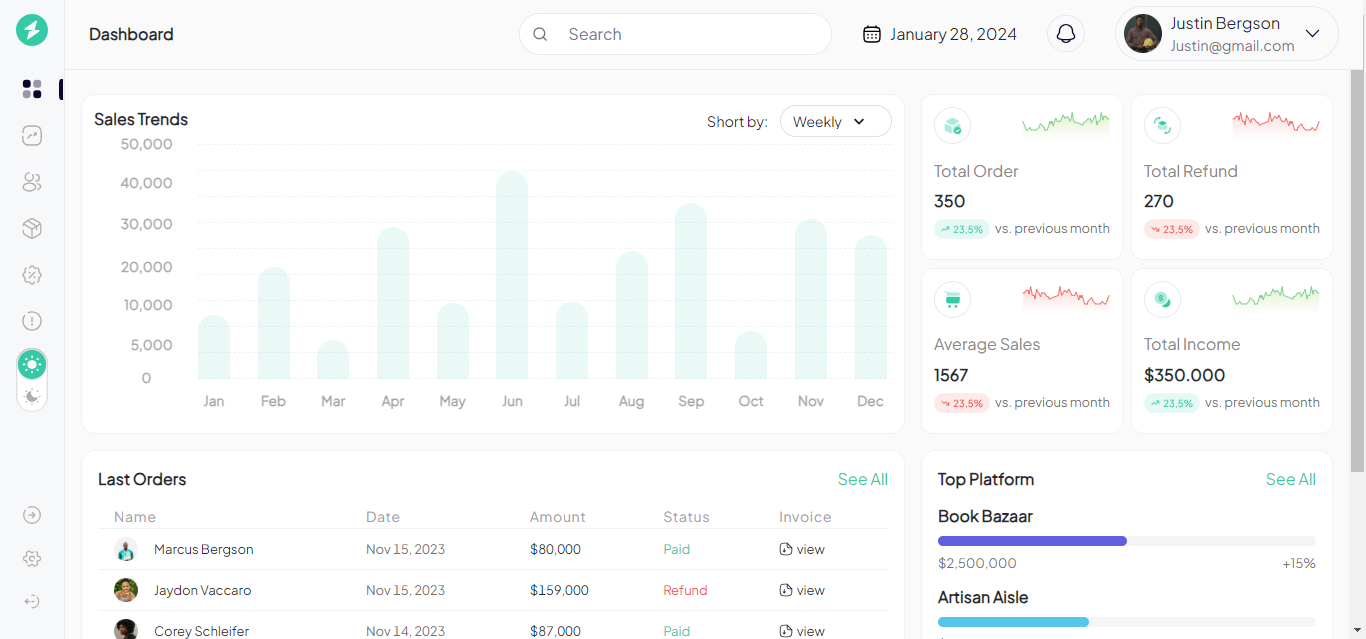 Dashboard
Search
January 28, 2024
Justin Bergson
Justin@gmail.com
Sales Trends
Short by:
Weekly
50,000
40,000
30,000
20,000
10,000
5,000
0
Jan Feb Mar Apr May Jun Jul Aug Sep Oct Nov Dec
Total Order
350
23,5% vs. previous month
Total Refund
270
23,5% vs. previous month
Average Sales
1567
23,5% vs. previous month
Total Income
$350.000
23,5% vs. previous month
Last Orders See All
Name Date Amount Status Invoice
Marcus Bergson Nov 15, 2023 $80,000 Paid view
Jaydon Vaccaro Nov 15, 2023 $159,000 Refund view
Corey Schleifer Nov 14, 2023 $87,000 Paid view
Top Platform See All
Book Bazaar
$2,500,000 +15%
Artisan Aisle